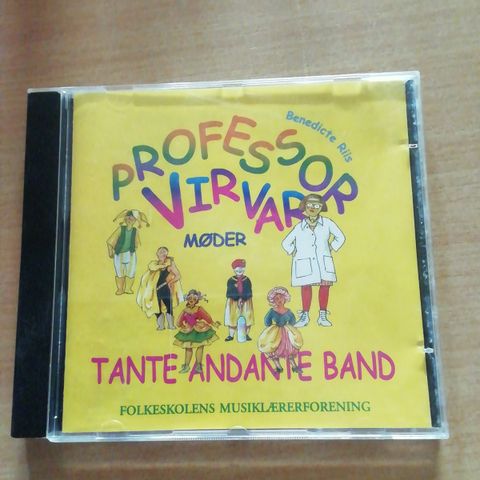 Benedicte Riis
PROFESSOR
VIRVAR
MØDER
TANTE ANDANTE BAND
FOLKESKOLENS MUSIKLÆRERFORENING